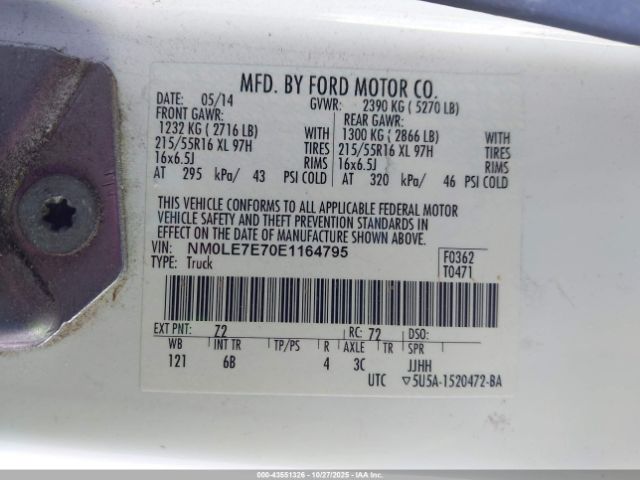 MFD. BY FORD MOTOR CO.
DATE: 05/14 GVWR: 2390 KG ( 5270 LB)
FRONT GAWR: REAR GAWR:
1232 KG ( 2716 LB) WITH 1300 KG ( 2866 LB) WITH
215/55R16 XL 97H TIRES 215/55R16 XL 97H TIRES
16x6.5J RIMS 16x6.5J RIMS
AT 295 kPa/ 43 PSI COLD AT 320 kPa/ 46 PSI COLD
THIS VEHICLE CONFORMS TO ALL APPLICABLE FEDERAL MOTOR
VEHICLE SAFETY AND THEFT PREVENTION STANDARDS IN
EFFECT ON THE DATE OF MANUFACTURE SHOWN ABOVE.
VIN: NM0LE7E70E1164795 F0362
TYPE: Truck T0471
EXT PNT: Z2 RC: 72 DSO:
WB INT TR TP/PS R AXLE TR SPR
121 6B 4 3C JJHH
UTC ▽5U5A-1520472-BA
000-43551326 - 10/27/2025 - IAA Inc.